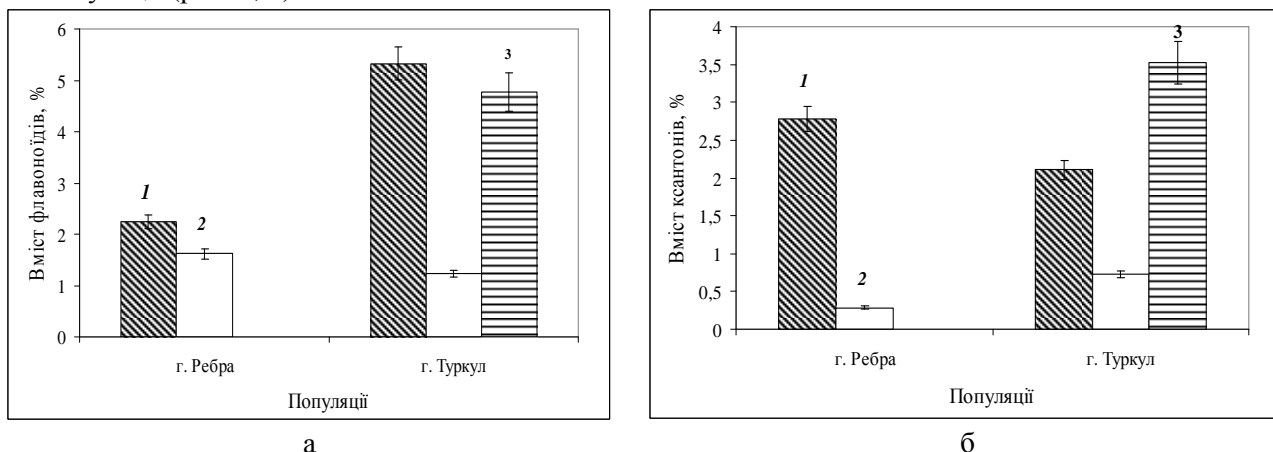 6
5
4
3
2
1
0
Вміст флавоноїдів, %
1
2
3
г. Ребра
г. Туркул
Популяції
а
4
3,5
3
2,5
2
1,5
1
0,5
0
Вміст ксантонів, %
1
2
3
г. Ребра
г. Туркул
Популяції
б